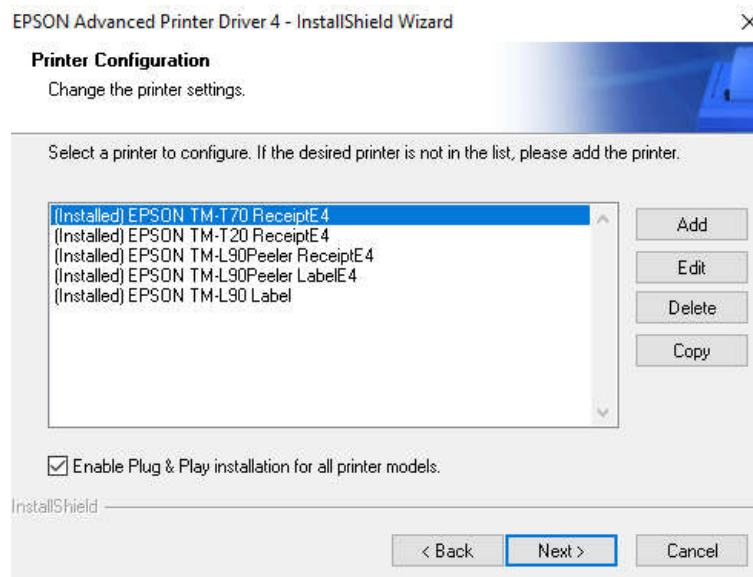 EPSON Advanced Printer Driver 4 - InstallShield Wizard
Printer Configuration
Change the printer settings.
Select a printer to configure. If the desired printer is not in the list, please add the printer.
(Installed) EPSON TM-T70 ReceiptE4
(Installed) EPSON TM-T20 ReceiptE4
(Installed) EPSON TM-L90Peeler ReceiptE4
(Installed) EPSON TM-L90Peeler LabelE4
(Installed) EPSON TM-L90 Label
Add
Edit
Delete
Copy
Enable Plug & Play installation for all printer models.
InstallShield
< Back
Next >
Cancel